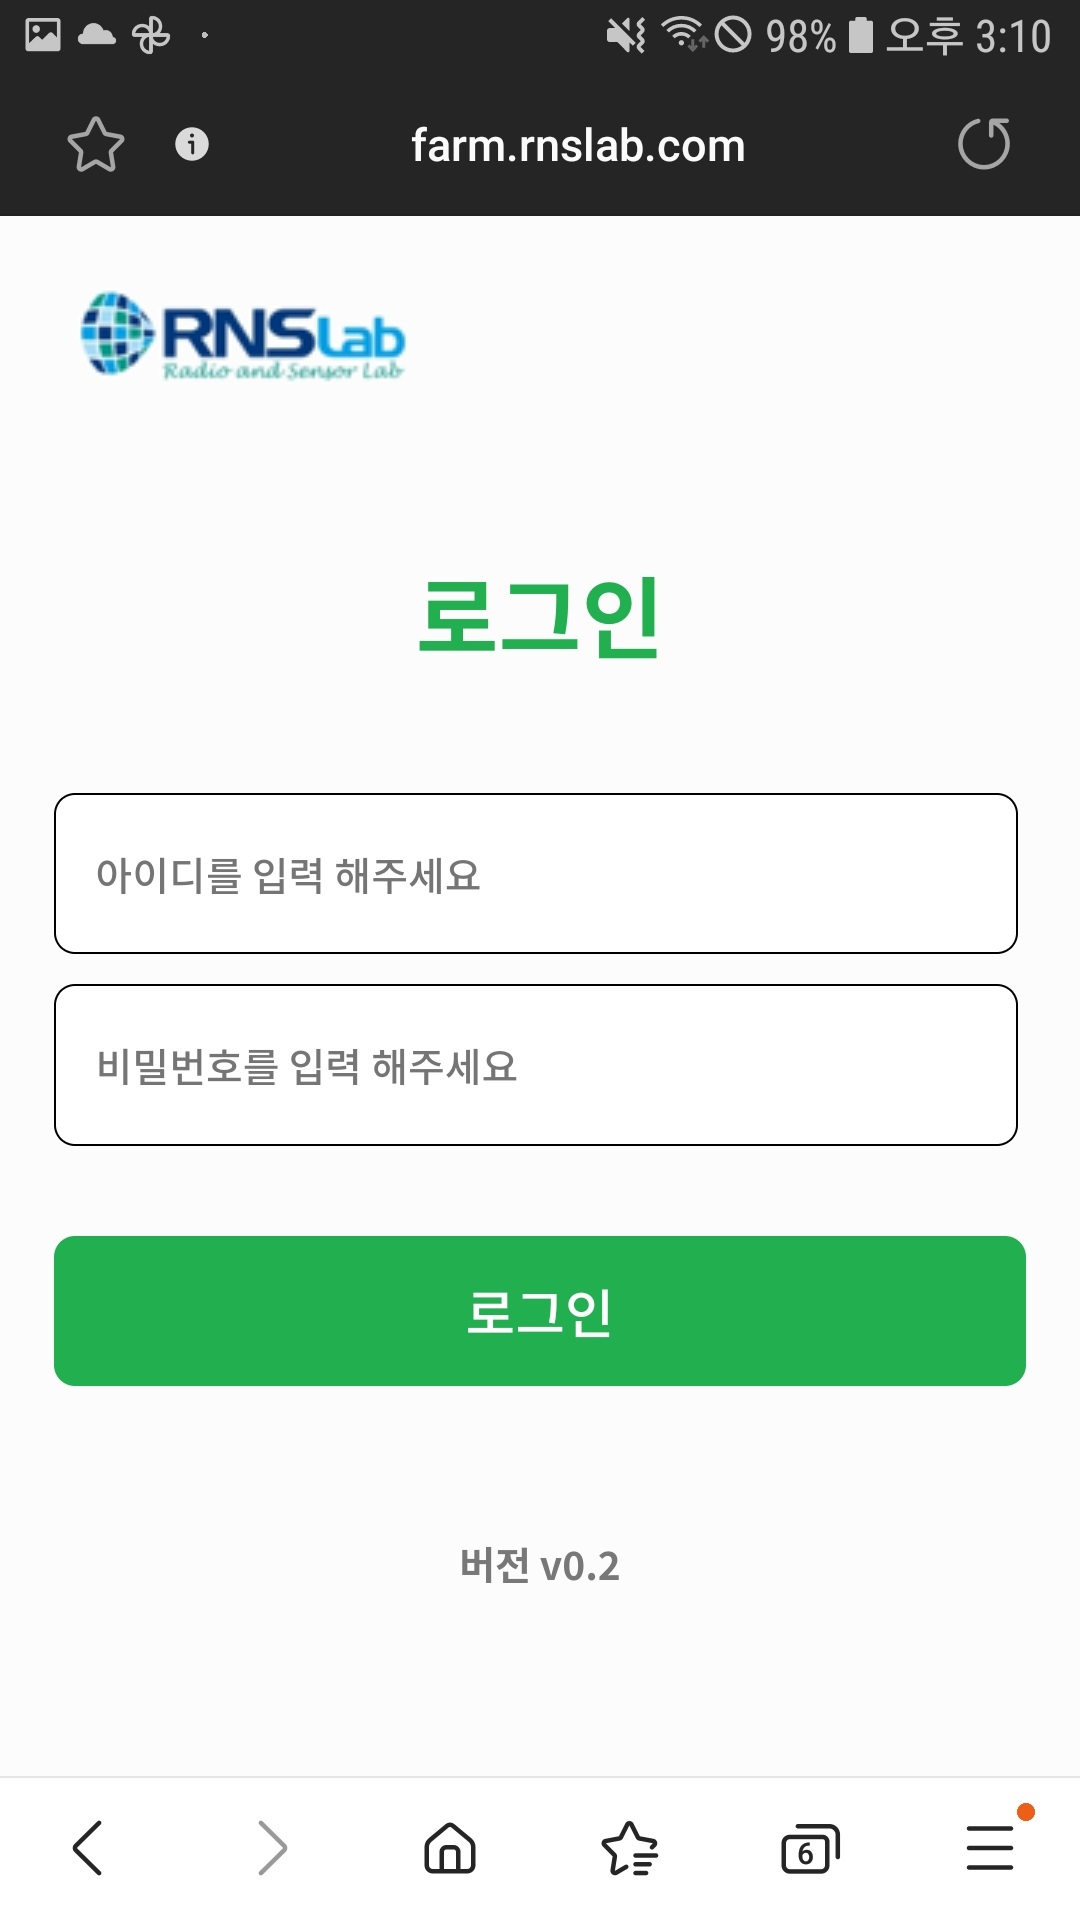 98% 오후 3:10
farm.rnslab.com
RNSLab
Radio and Sensor Lab
로그인
아이디를 입력 해주세요
비밀번호를 입력 해주세요
로그인
버전 v0.2
6